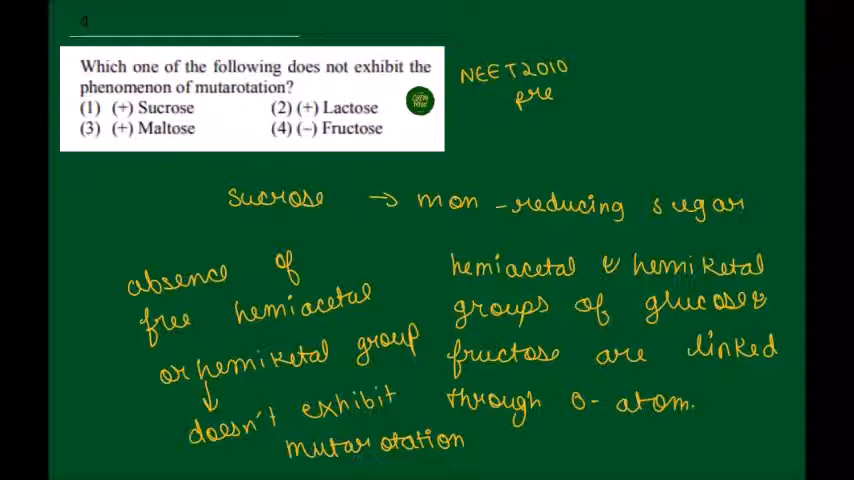 4
Which one of the following does not exhibit the
phenomenon of mutarotation?
(1) (+) Sucrose (2) (+) Lactose
(3) (+) Maltose (4) (–) Fructose
NEET2010
pre
sucrose → non-reducing sugar
absence of
free hemiacetal
or hemiketal group
↓
doesn't exhibit
mutarotation
hemiacetal & hemiketal
groups of glucose &
fructose are linked
through O- atom.